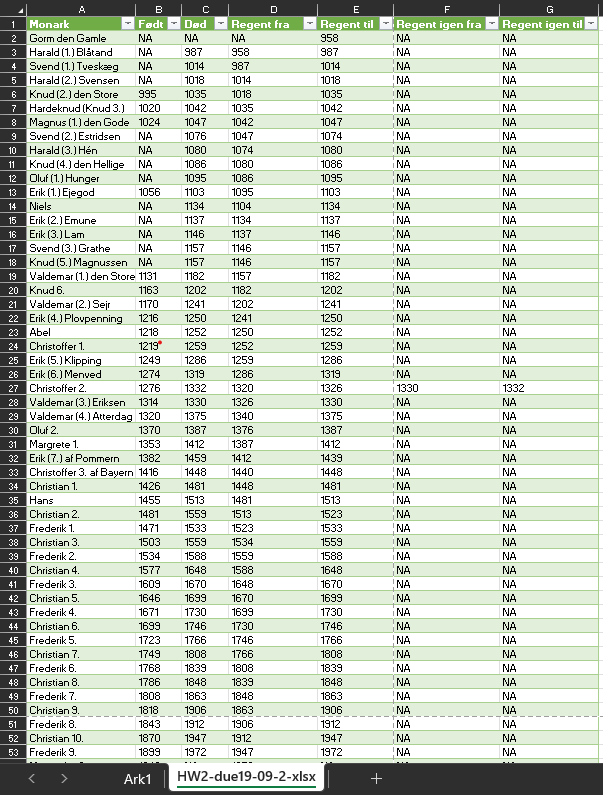 A B C D E F G
1 Monark Født Død Regent fra Regent til Regent igen fra Regent igen til
2 Gorm den Gamle NA NA NA 958 NA NA
3 Harald (1.) Blåtand NA 987 958 987 NA NA
4 Svend (1.) Tveskæg NA 1014 987 1014 NA NA
5 Harald (2.) Svensen NA 1018 1014 1018 NA NA
6 Knud (2.) den Store 995 1035 1018 1035 NA NA
7 Hardeknud (Knud 3.) 1020 1042 1035 1042 NA NA
8 Magnus (1.) den Gode 1024 1047 1042 1047 NA NA
9 Svend (2.) Estridsen NA 1076 1047 1074 NA NA
10 Harald (3.) Hén NA 1080 1074 1080 NA NA
11 Knud (4.) den Hellige NA 1086 1080 1086 NA NA
12 Oluf (1.) Hunger NA 1095 1086 1095 NA NA
13 Erik (1.) Ejegod 1056 1103 1095 1103 NA NA
14 Niels NA 1134 1104 1134 NA NA
15 Erik (2.) Emune NA 1137 1134 1137 NA NA
16 Erik (3.) Lam NA 1146 1137 1146 NA NA
17 Svend (3.) Grathe NA 1157 1146 1157 NA NA
18 Knud (5.) Magnussen NA 1157 1146 1157 NA NA
19 Valdemar (1.) den Store 1131 1182 1157 1182 NA NA
20 Knud 6. 1163 1202 1182 1202 NA NA
21 Valdemar (2.) Sejr 1170 1241 1202 1241 NA NA
22 Erik (4.) Plovpenning 1216 1250 1241 1250 NA NA
23 Abel 1218 1252 1250 1252 NA NA
24 Christoffer 1. 1219* 1259 1252 1259 NA NA
25 Erik (5.) Klipping 1249 1286 1259 1286 NA NA
26 Erik (6.) Menved 1274 1319 1286 1319 NA NA
27 Christoffer 2. 1276 1332 1320 1326 1330 1332
28 Valdemar (3.) Eriksen 1314 1330 1326 1330 NA NA
29 Valdemar (4.) Atterdag 1320 1375 1340 1375 NA NA
30 Oluf 2. 1370 1387 1376 1387 NA NA
31 Margrete 1. 1353 1412 1387 1412 NA NA
32 Erik (7.) af Pommern 1382 1459 1412 1439 NA NA
33 Christoffer 3. af Bayern 1416 1448 1440 1448 NA NA
34 Christian 1. 1426 1481 1448 1481 NA NA
35 Hans 1455 1513 1481 1513 NA NA
36 Christian 2. 1481 1559 1513 1523 NA NA
37 Frederik 1. 1471 1533 1523 1533 NA NA
38 Christian 3. 1503 1559 1534 1559 NA NA
39 Frederik 2. 1534 1588 1559 1588 NA NA
40 Christian 4. 1577 1648 1588 1648 NA NA
41 Frederik 3. 1609 1670 1648 1670 NA NA
42 Christian 5. 1646 1699 1670 1699 NA NA
43 Frederik 4. 1671 1730 1699 1730 NA NA
44 Christian 6. 1699 1746 1730 1746 NA NA
45 Frederik 5. 1723 1766 1746 1766 NA NA
46 Christian 7. 1749 1808 1766 1808 NA NA
47 Frederik 6. 1768 1839 1808 1839 NA NA
48 Christian 8. 1786 1848 1839 1848 NA NA
49 Frederik 7. 1808 1863 1848 1863 NA NA
50 Christian 9. 1818 1906 1863 1906 NA NA
51 Frederik 8. 1843 1912 1906 1912 NA NA
52 Christian 10. 1870 1947 1912 1947 NA NA
53 Frederik 9. 1899 1972 1947 1972 NA NA
Ark1 HW2-due19-09-2-xlsx